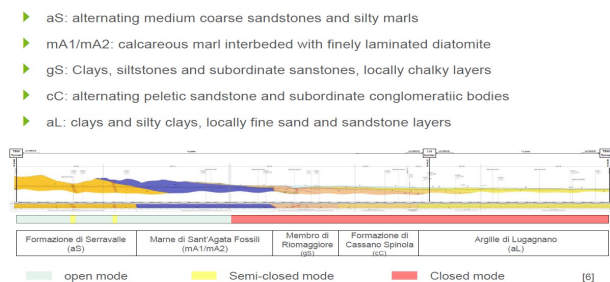 aS: alternating medium coarse sandstones and silty marls
mA1/mA2: calcareous marl interbeded with finely laminated diatomite
gS: Clays, siltstones and subordinate sanstones, locally chalky layers
cC: alternating peletic sandstone and subordinate conglomeratiic bodies
aL: clays and silty clays, locally fine sand and sandstone layers
Formazione di Serravalle
(aS)
Marne di Sant'Agata Fossili
(mA1/mA2)
Membro di
Riomaggiore
(gS)
Formazione di
Cassano Spinola
(cC)
Argille di Lugagnano
(aL)
open mode
Semi-closed mode
Closed mode
[6]